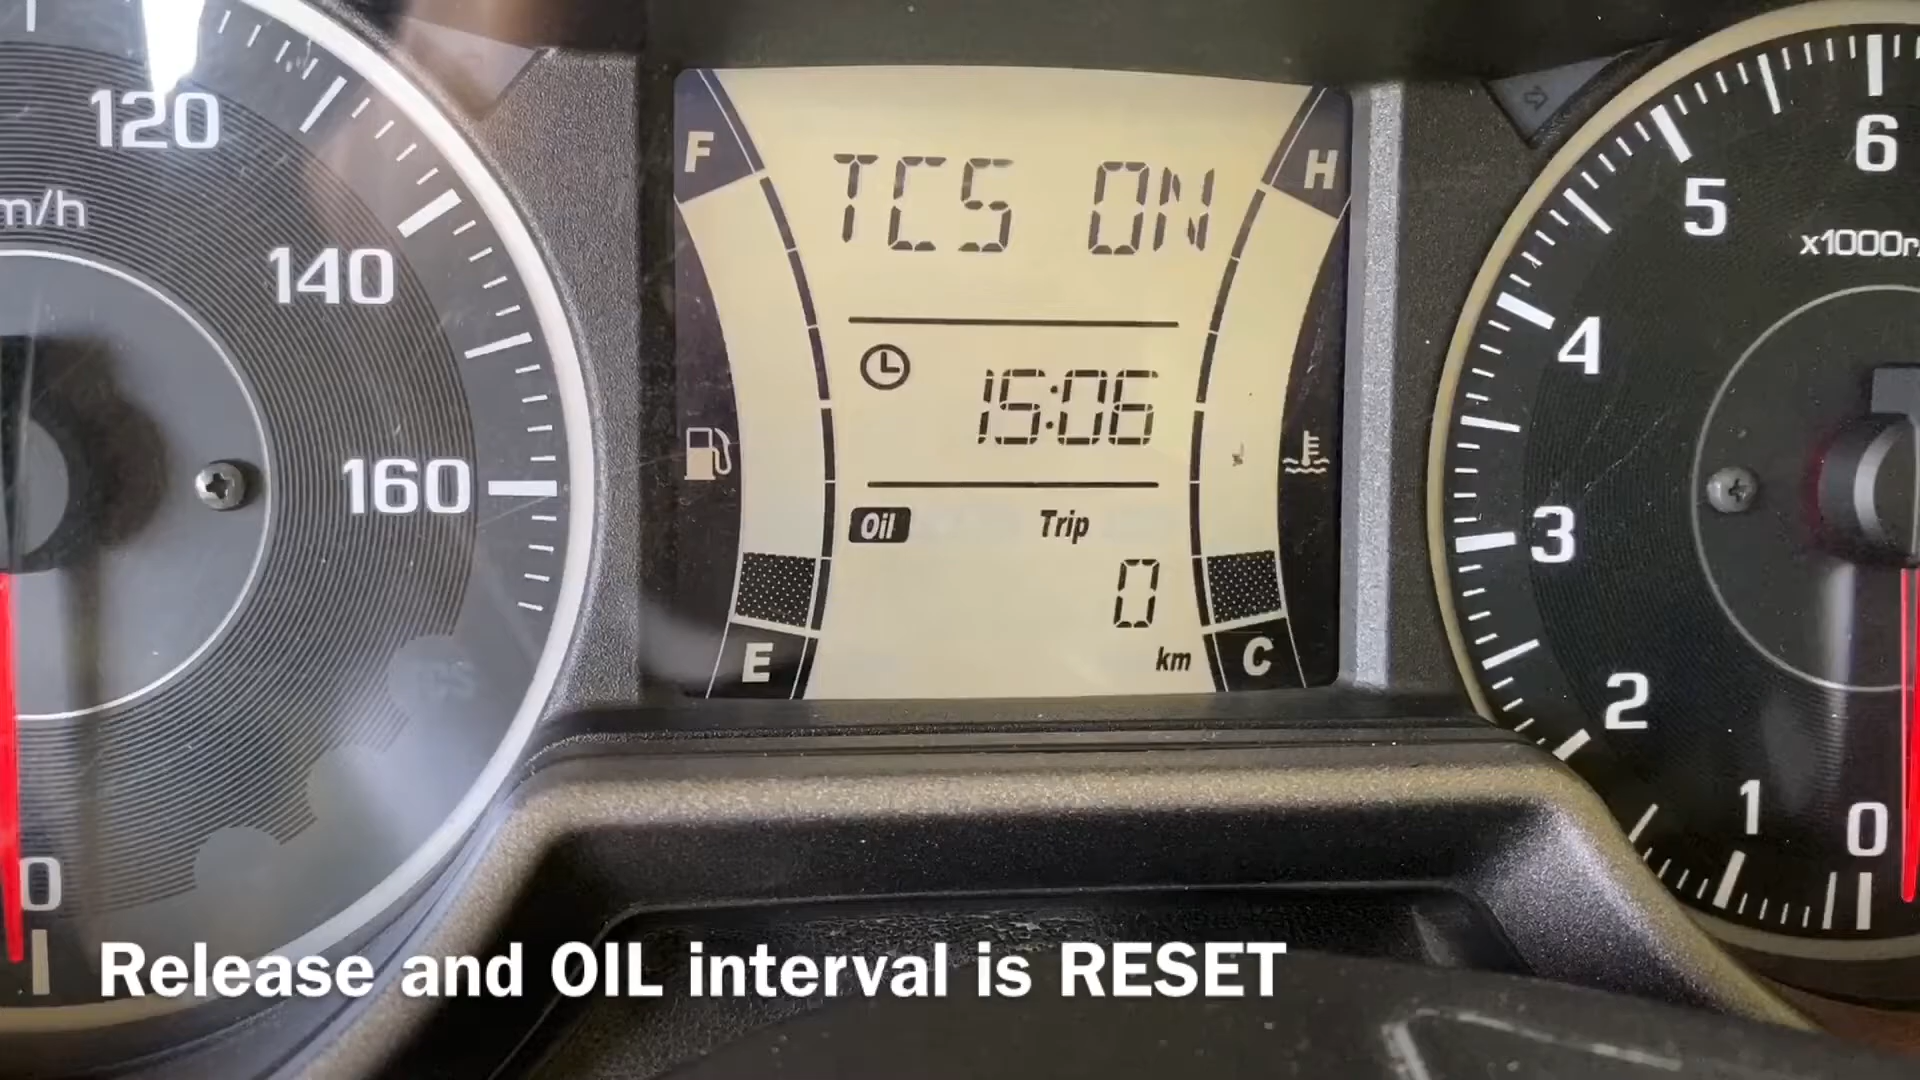 120
m/h
140
160
0
F
H
TCS ON
15:06
Oil Trip
0
km
E
C
6
5
x1000r
4
3
2
1
0
Release and OIL interval is RESET